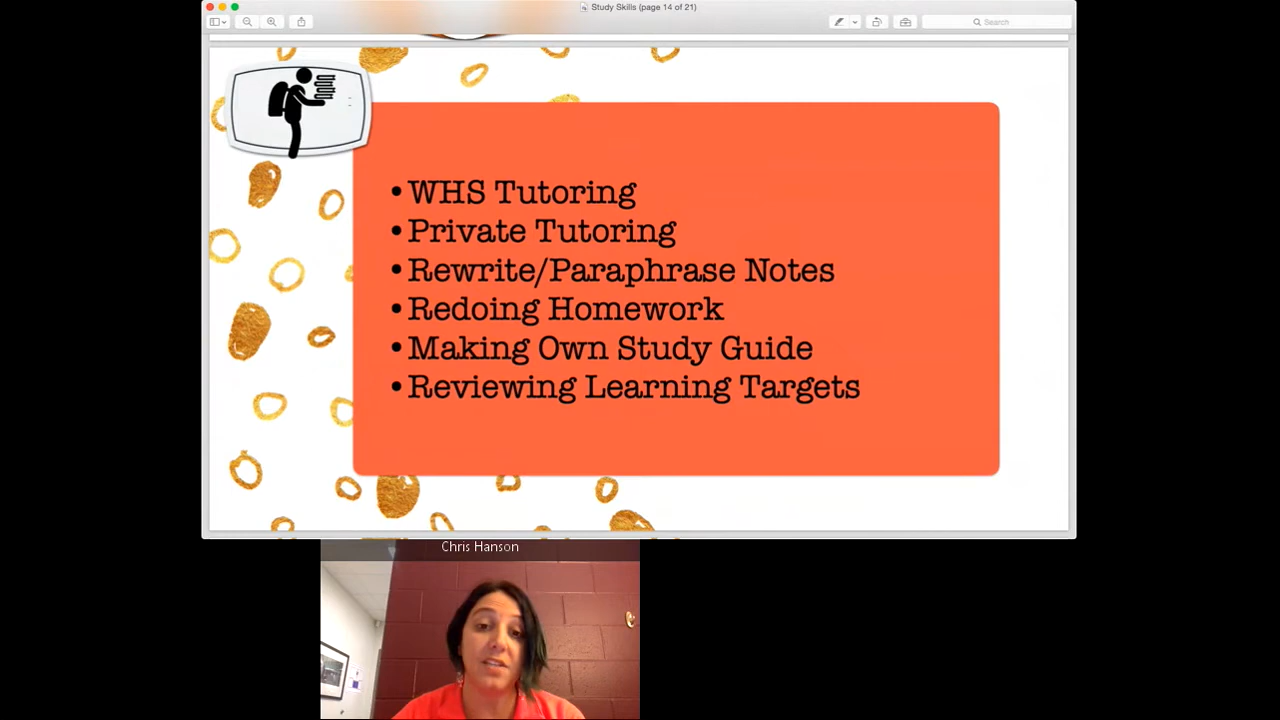 Study Skills (page 14 of 21)
Search
•WHS Tutoring
•Private Tutoring
•Rewrite/Paraphrase Notes
•Redoing Homework
•Making Own Study Guide
•Reviewing Learning Targets
Chris Hanson